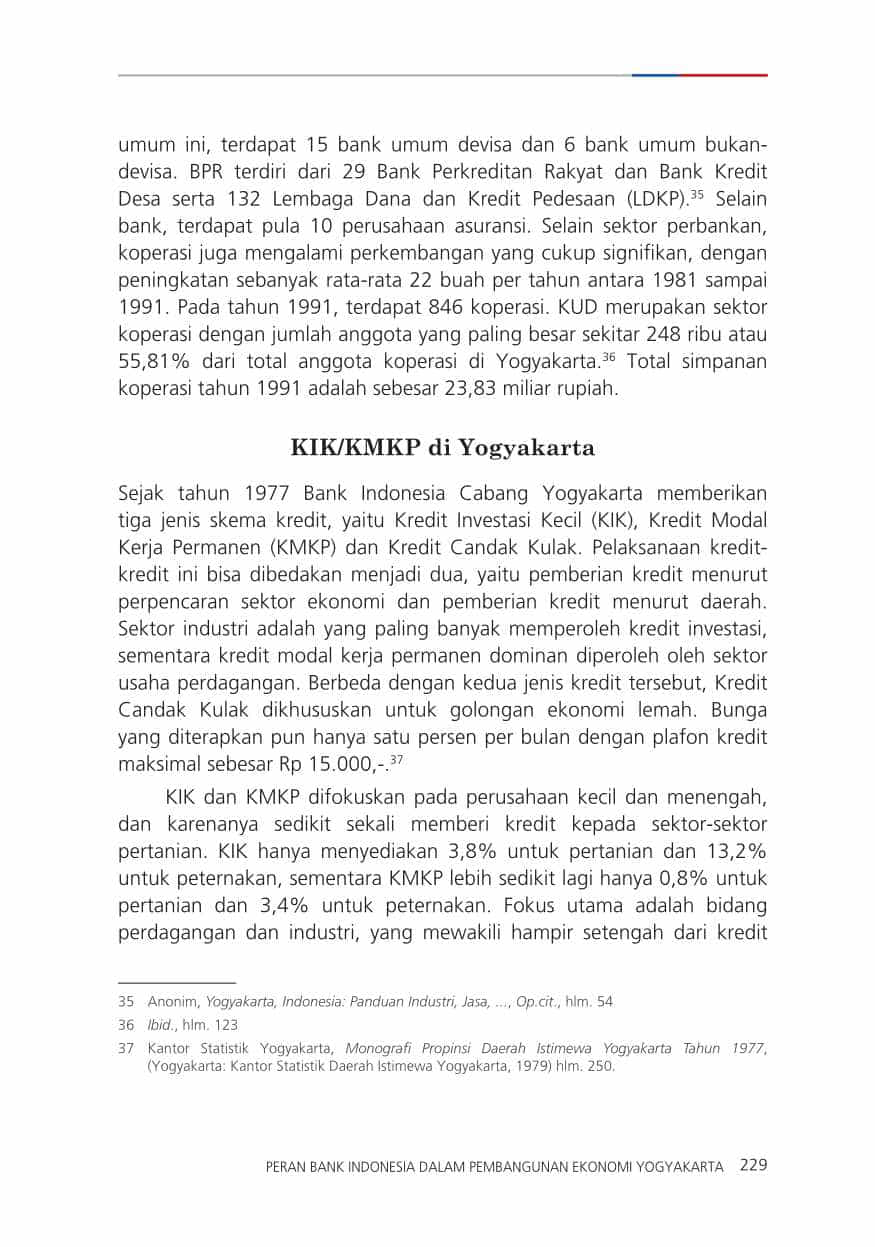 umum ini, terdapat 15 bank umum devisa dan 6 bank umum bukan-
devisa. BPR terdiri dari 29 Bank Perkreditan Rakyat dan Bank Kredit
Desa serta 132 Lembaga Dana dan Kredit Pedesaan (LDKP).35 Selain
bank, terdapat pula 10 perusahaan asuransi. Selain sektor perbankan,
koperasi juga mengalami perkembangan yang cukup signifikan, dengan
peningkatan sebanyak rata-rata 22 buah per tahun antara 1981 sampai
1991. Pada tahun 1991, terdapat 846 koperasi. KUD merupakan sektor
koperasi dengan jumlah anggota yang paling besar sekitar 248 ribu atau
55,81% dari total anggota koperasi di Yogyakarta.36 Total simpanan
koperasi tahun 1991 adalah sebesar 23,83 miliar rupiah.
KIK/KMKP di Yogyakarta
Sejak tahun 1977 Bank Indonesia Cabang Yogyakarta memberikan
tiga jenis skema kredit, yaitu Kredit Investasi Kecil (KIK), Kredit Modal
Kerja Permanen (KMKP) dan Kredit Candak Kulak. Pelaksanaan kredit-
kredit ini bisa dibedakan menjadi dua, yaitu pemberian kredit menurut
perpencaran sektor ekonomi dan pemberian kredit menurut daerah.
Sektor industri adalah yang paling banyak memperoleh kredit investasi,
sementara kredit modal kerja permanen dominan diperoleh oleh sektor
usaha perdagangan. Berbeda dengan kedua jenis kredit tersebut, Kredit
Candak Kulak dikhususkan untuk golongan ekonomi lemah. Bunga
yang diterapkan pun hanya satu persen per bulan dengan plafon kredit
maksimal sebesar Rp 15.000,-.37
KIK dan KMKP difokuskan pada perusahaan kecil dan menengah,
dan karenanya sedikit sekali memberi kredit kepada sektor-sektor
pertanian. KIK hanya menyediakan 3,8% untuk pertanian dan 13,2%
untuk peternakan, sementara KMKP lebih sedikit lagi hanya 0,8% untuk
pertanian dan 3,4% untuk peternakan. Fokus utama adalah bidang
perdagangan dan industri, yang mewakili hampir setengah dari kredit
35 Anonim, Yogyakarta, Indonesia: Panduan Industri, Jasa, ..., Op.cit., hlm. 54
36 Ibid., hlm. 123
37 Kantor Statistik Yogyakarta, Monografi Propinsi Daerah Istimewa Yogyakarta Tahun 1977,
(Yogyakarta: Kantor Statistik Daerah Istimewa Yogyakarta, 1979) hlm. 250.
PERAN BANK INDONESIA DALAM PEMBANGUNAN EKONOMI YOGYAKARTA 229